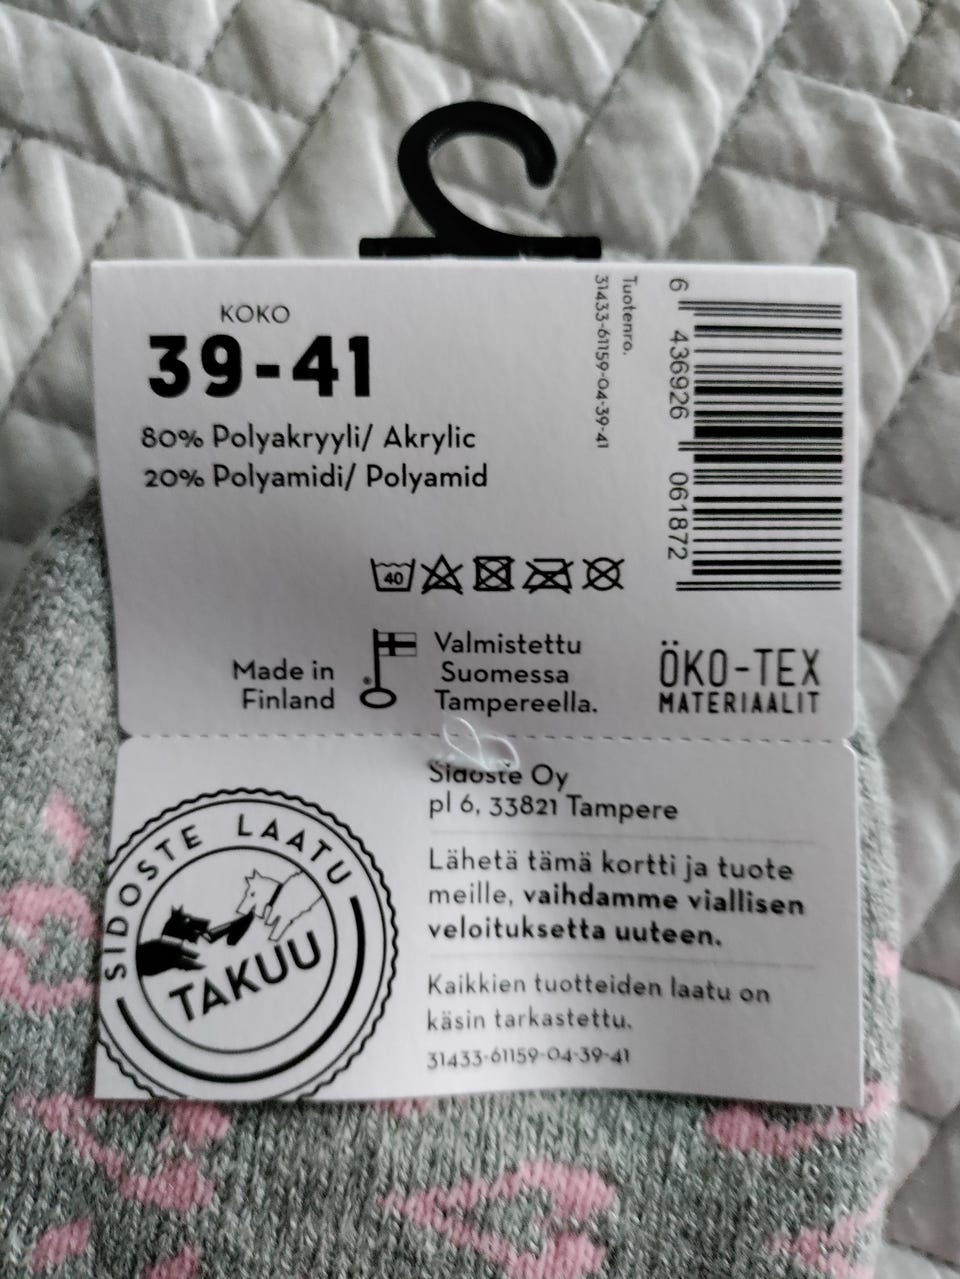 KOKO
39-41
80% Polyakryyli/ Akrylic
20% Polyamidi/ Polyamid
Tuotenro.
31433-61159-04-39-41
6 436926 061872
40
Made in
Finland
Valmistettu
Suomessa
Tampereella.
ÖKO-TEX
MATERIAALIT
SIDOSTE LAATU
TAKUU
Sidoste Oy
pl 6, 33821 Tampere
Lähetä tämä kortti ja tuote
meille, vaihdamme viallisen
veloituksetta uuteen.
Kaikkien tuotteiden laatu on
käsin tarkastettu.
31433-61159-04-39-41